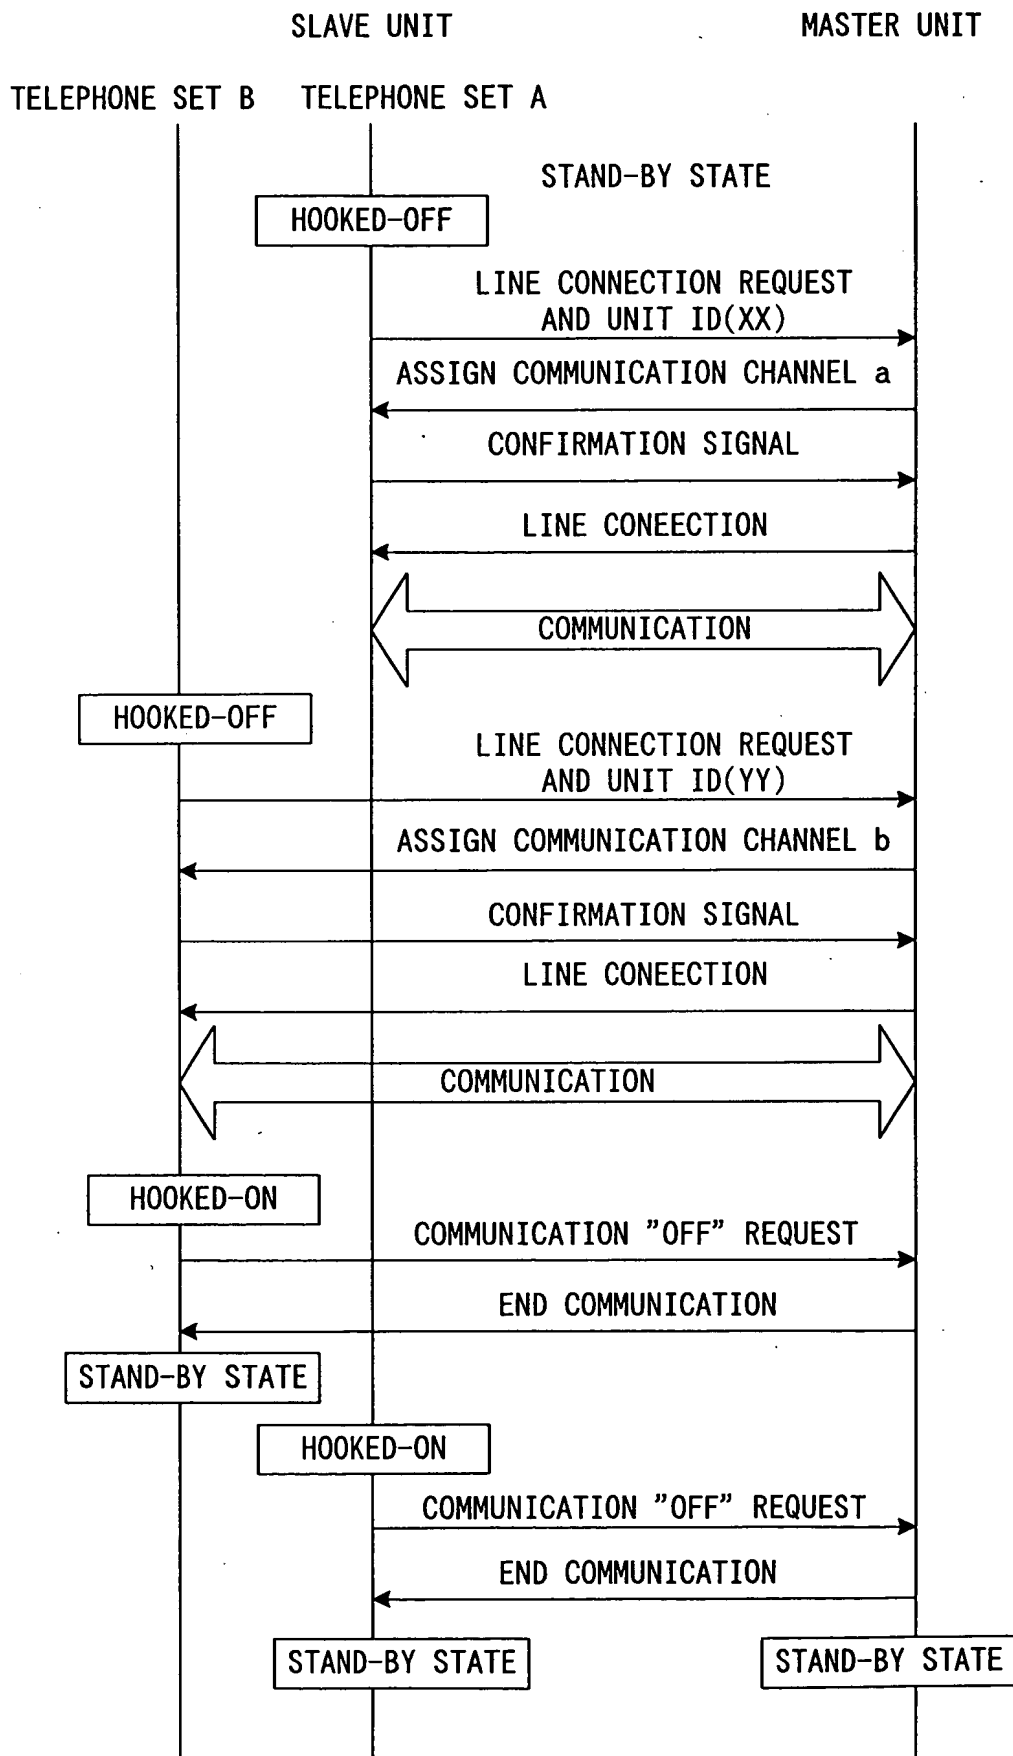 SLAVE UNIT
MASTER UNIT
TELEPHONE SET B
TELEPHONE SET A
STAND-BY STATE
HOOKED-OFF
LINE CONNECTION REQUEST
AND UNIT ID(XX)
ASSIGN COMMUNICATION CHANNEL a
CONFIRMATION SIGNAL
LINE CONEECTION
COMMUNICATION
HOOKED-OFF
LINE CONNECTION REQUEST
AND UNIT ID(YY)
ASSIGN COMMUNICATION CHANNEL b
CONFIRMATION SIGNAL
LINE CONEECTION
COMMUNICATION
HOOKED-ON
COMMUNICATION ”OFF” REQUEST
END COMMUNICATION
STAND-BY STATE
HOOKED-ON
COMMUNICATION ”OFF” REQUEST
END COMMUNICATION
STAND-BY STATE
STAND-BY STATE